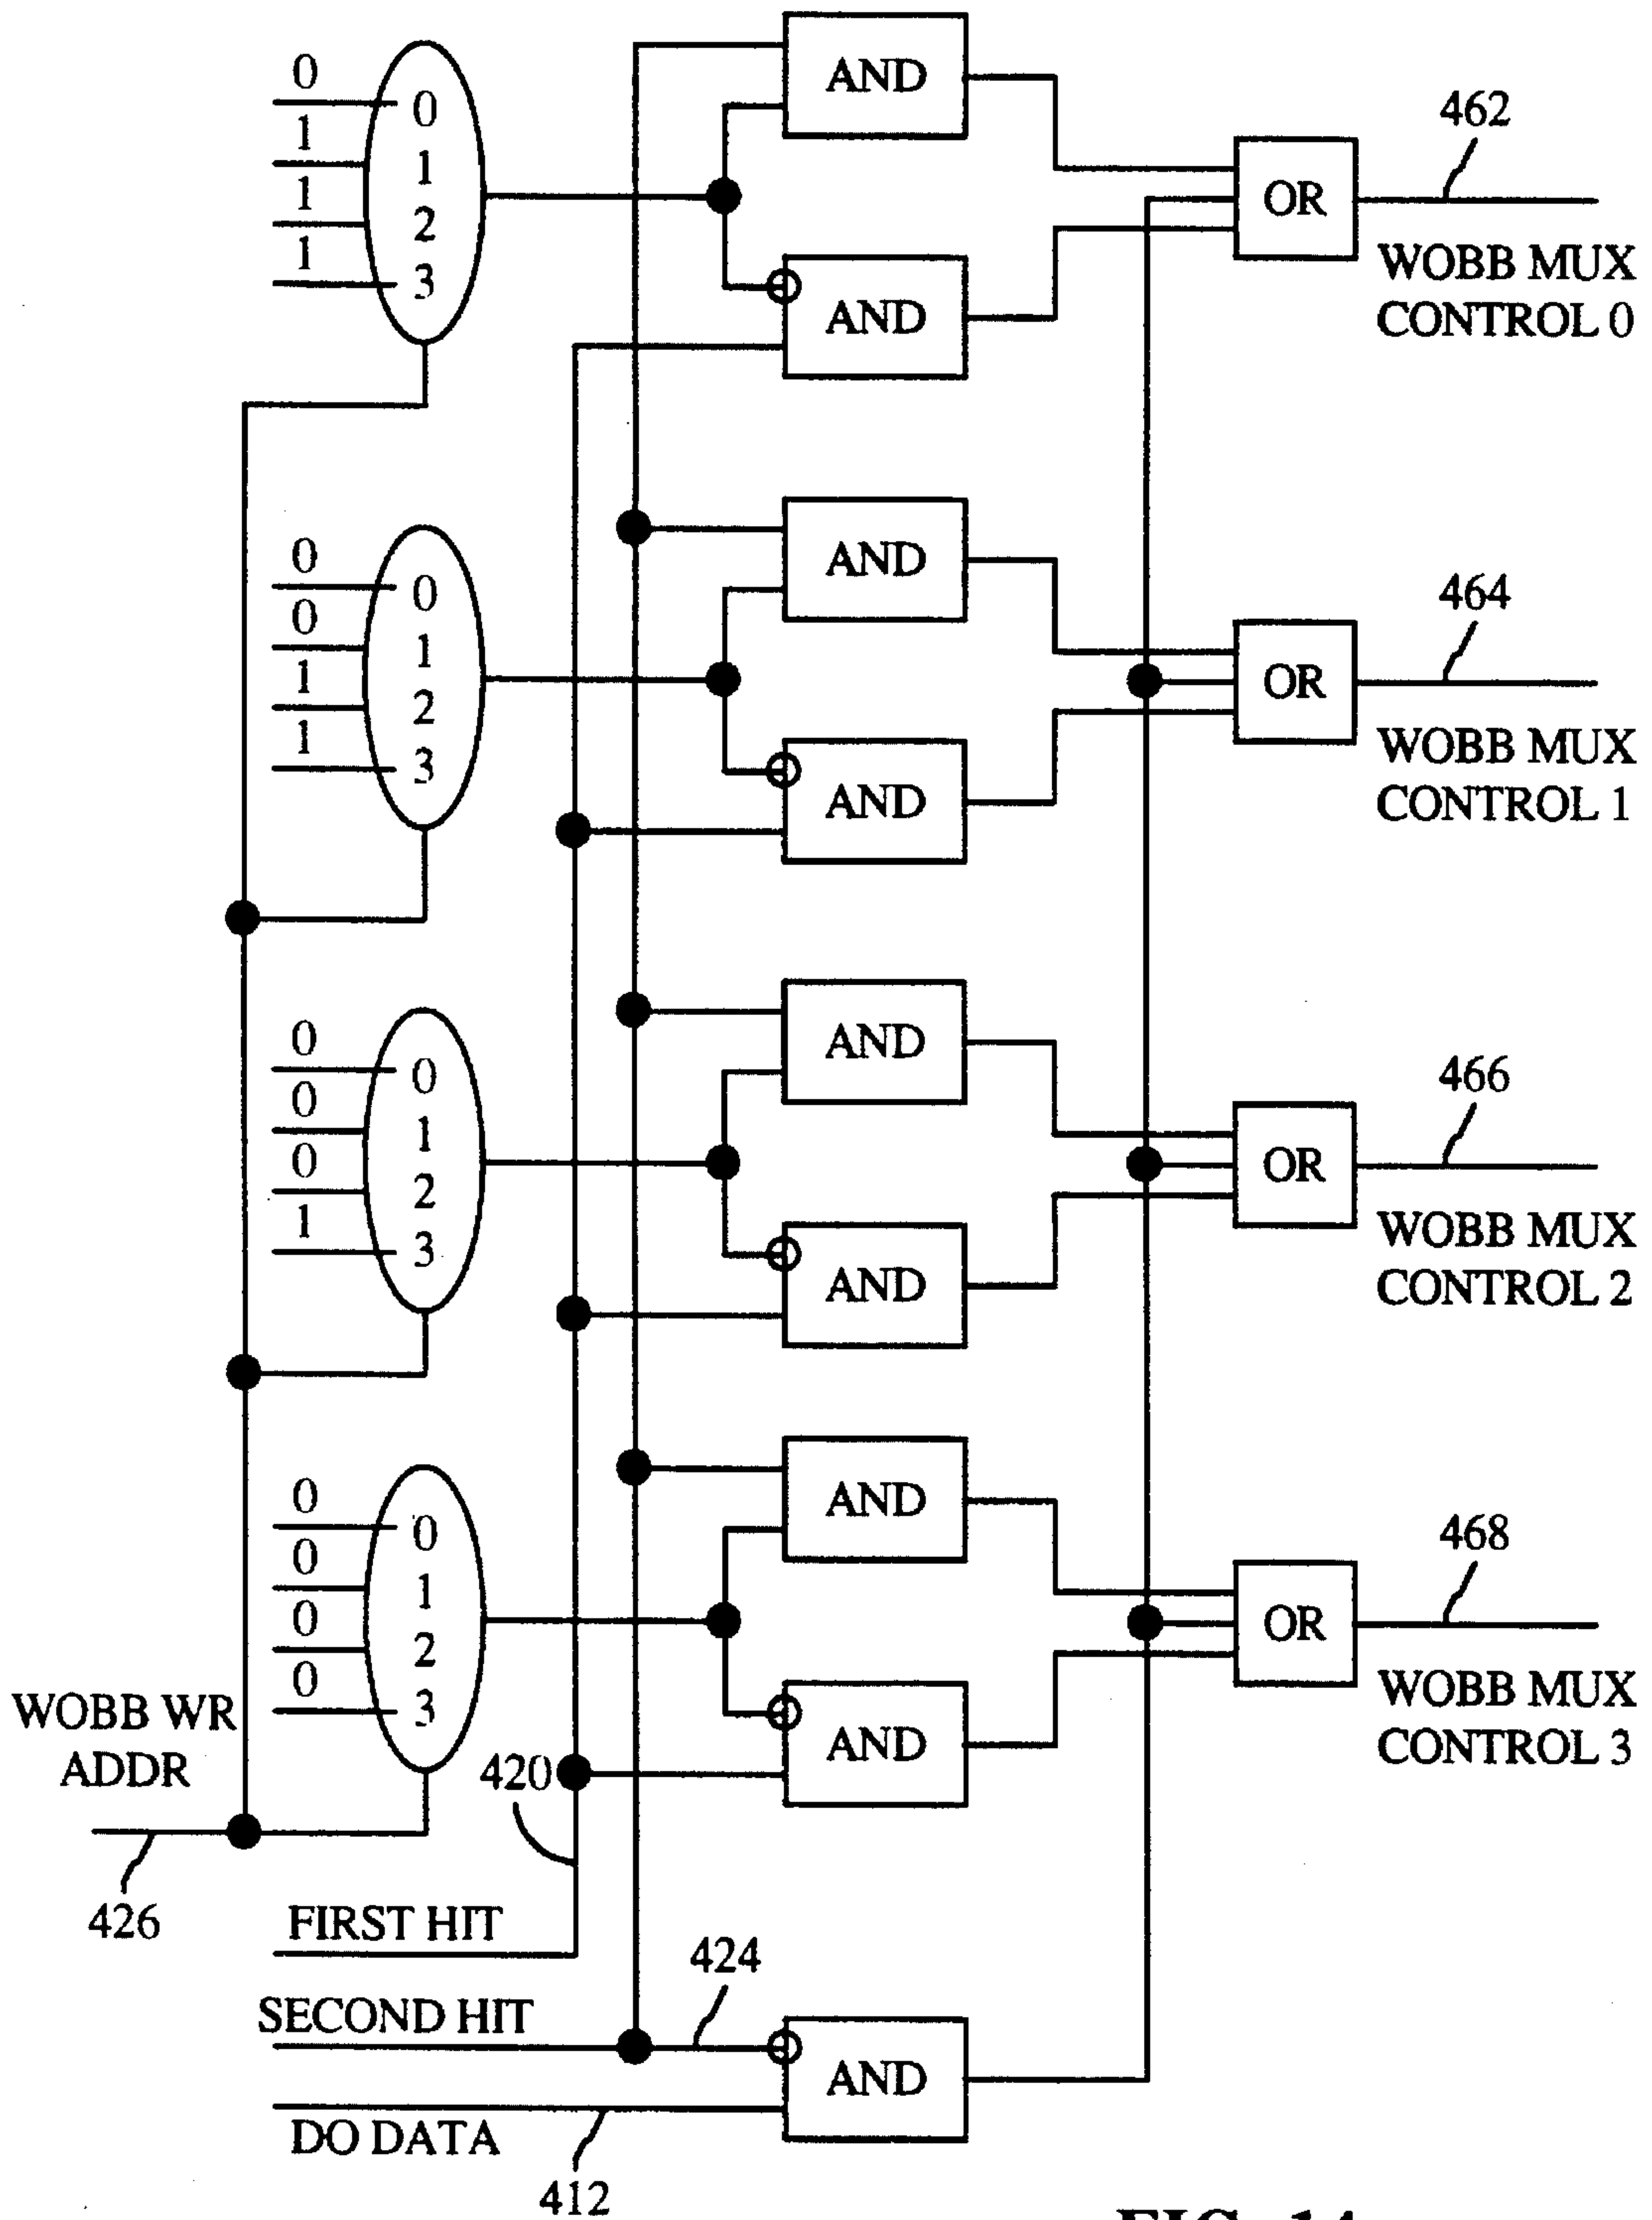 0
1
1
1
0
1
2
3
AND
AND
OR
462
WOBB MUX
CONTROL 0
0
0
1
1
0
1
2
3
AND
AND
OR
464
WOBB MUX
CONTROL 1
0
0
0
1
0
1
2
3
AND
AND
OR
466
WOBB MUX
CONTROL 2
0
0
0
0
0
1
2
3
AND
AND
OR
468
WOBB MUX
CONTROL 3
WOBB WR
ADDR
426
420
FIRST HIT
424
SECOND HIT
AND
DO DATA
412